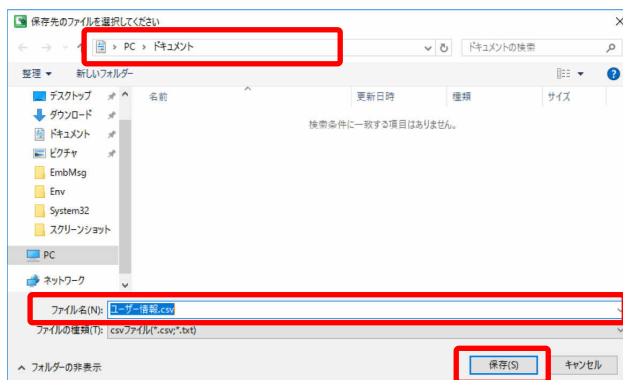 保存先のファイルを選択してください
PC › ドキュメント
ドキュメントの検索
整理 新しいフォルダー
名前 更新日時 種類 サイズ
検索条件に一致する項目はありません。
デスクトップ
ダウンロード
ドキュメント
ピクチャ
EmbMsg
Env
System32
スクリーンショット
PC
ネットワーク
ファイル名(N): ユーザー情報.csv
ファイルの種類(T): csvファイル(*.csv;*.txt)
フォルダーの非表示 保存(S) キャンセル